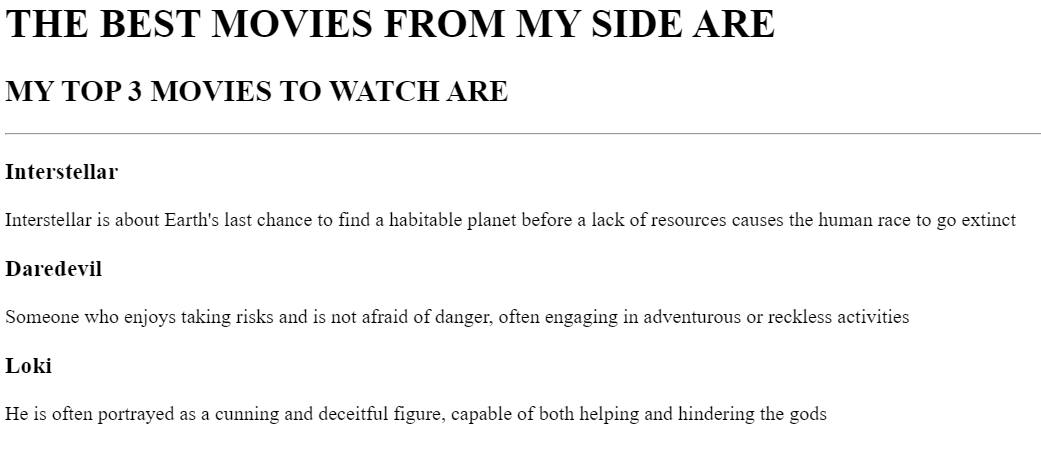 THE BEST MOVIES FROM MY SIDE ARE
MY TOP 3 MOVIES TO WATCH ARE
Interstellar
Interstellar is about Earth's last chance to find a habitable planet before a lack of resources causes the human race to go extinct
Daredevil
Someone who enjoys taking risks and is not afraid of danger, often engaging in adventurous or reckless activities
Loki
He is often portrayed as a cunning and deceitful figure, capable of both helping and hindering the gods